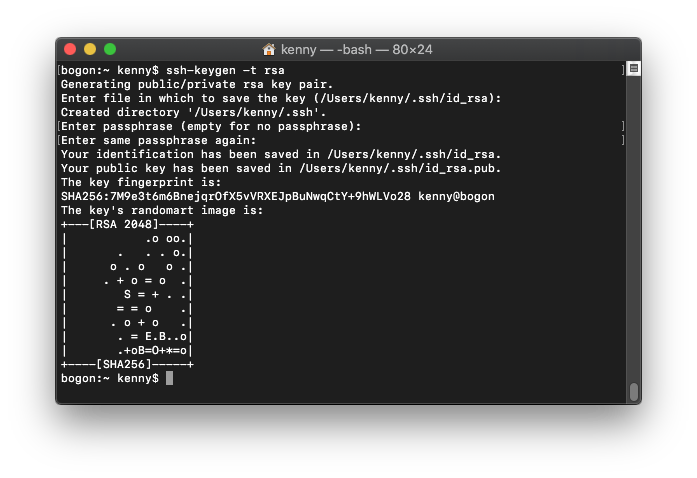 kenny — -bash — 80×24
bogon:~ kenny$ ssh-keygen -t rsa
Generating public/private rsa key pair.
Enter file in which to save the key (/Users/kenny/.ssh/id_rsa):
Created directory '/Users/kenny/.ssh'.
Enter passphrase (empty for no passphrase):
Enter same passphrase again:
Your identification has been saved in /Users/kenny/.ssh/id_rsa.
Your public key has been saved in /Users/kenny/.ssh/id_rsa.pub.
The key fingerprint is:
SHA256:7M9e3t6m6BnejqrOfX5vVRXEJpBuNwqCtY+9hWLVo28 kenny@bogon
The key's randomart image is:
+---[RSA 2048]----+
|           .o oo.|
|       .   . . o.|
|      o . o   o .|
|     . + o = o  .|
|        S = + . .|
|       = = o    .|
|      . o + o   .|
|       . = E.B..o|
|       .+oB=O+*=o|
+----[SHA256]-----+
bogon:~ kenny$